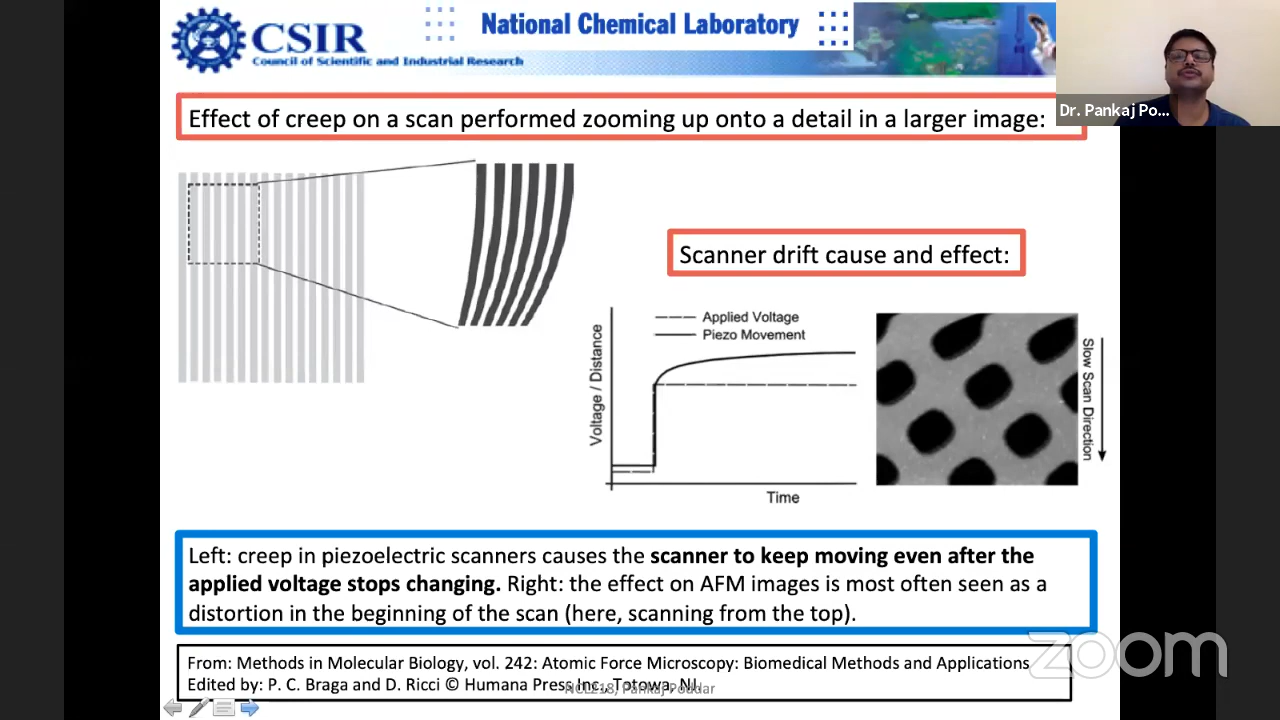 CSIR
Council of Scientific and Industrial Research
National Chemical Laboratory
Dr. Pankaj Po...
Effect of creep on a scan performed zooming up onto a detail in a larger image:
Scanner drift cause and effect:
Applied Voltage
Piezo Movement
Voltage / Distance
Time
Slow Scan Direction
Left: creep in piezoelectric scanners causes the scanner to keep moving even after the
applied voltage stops changing. Right: the effect on AFM images is most often seen as a
distortion in the beginning of the scan (here, scanning from the top).
From: Methods in Molecular Biology, vol. 242: Atomic Force Microscopy: Biomedical Methods and Applications
Edited by: P. C. Braga and D. Ricci © Humana Press Inc., Totowa, NJ.
Pankaj Poddar
zoom